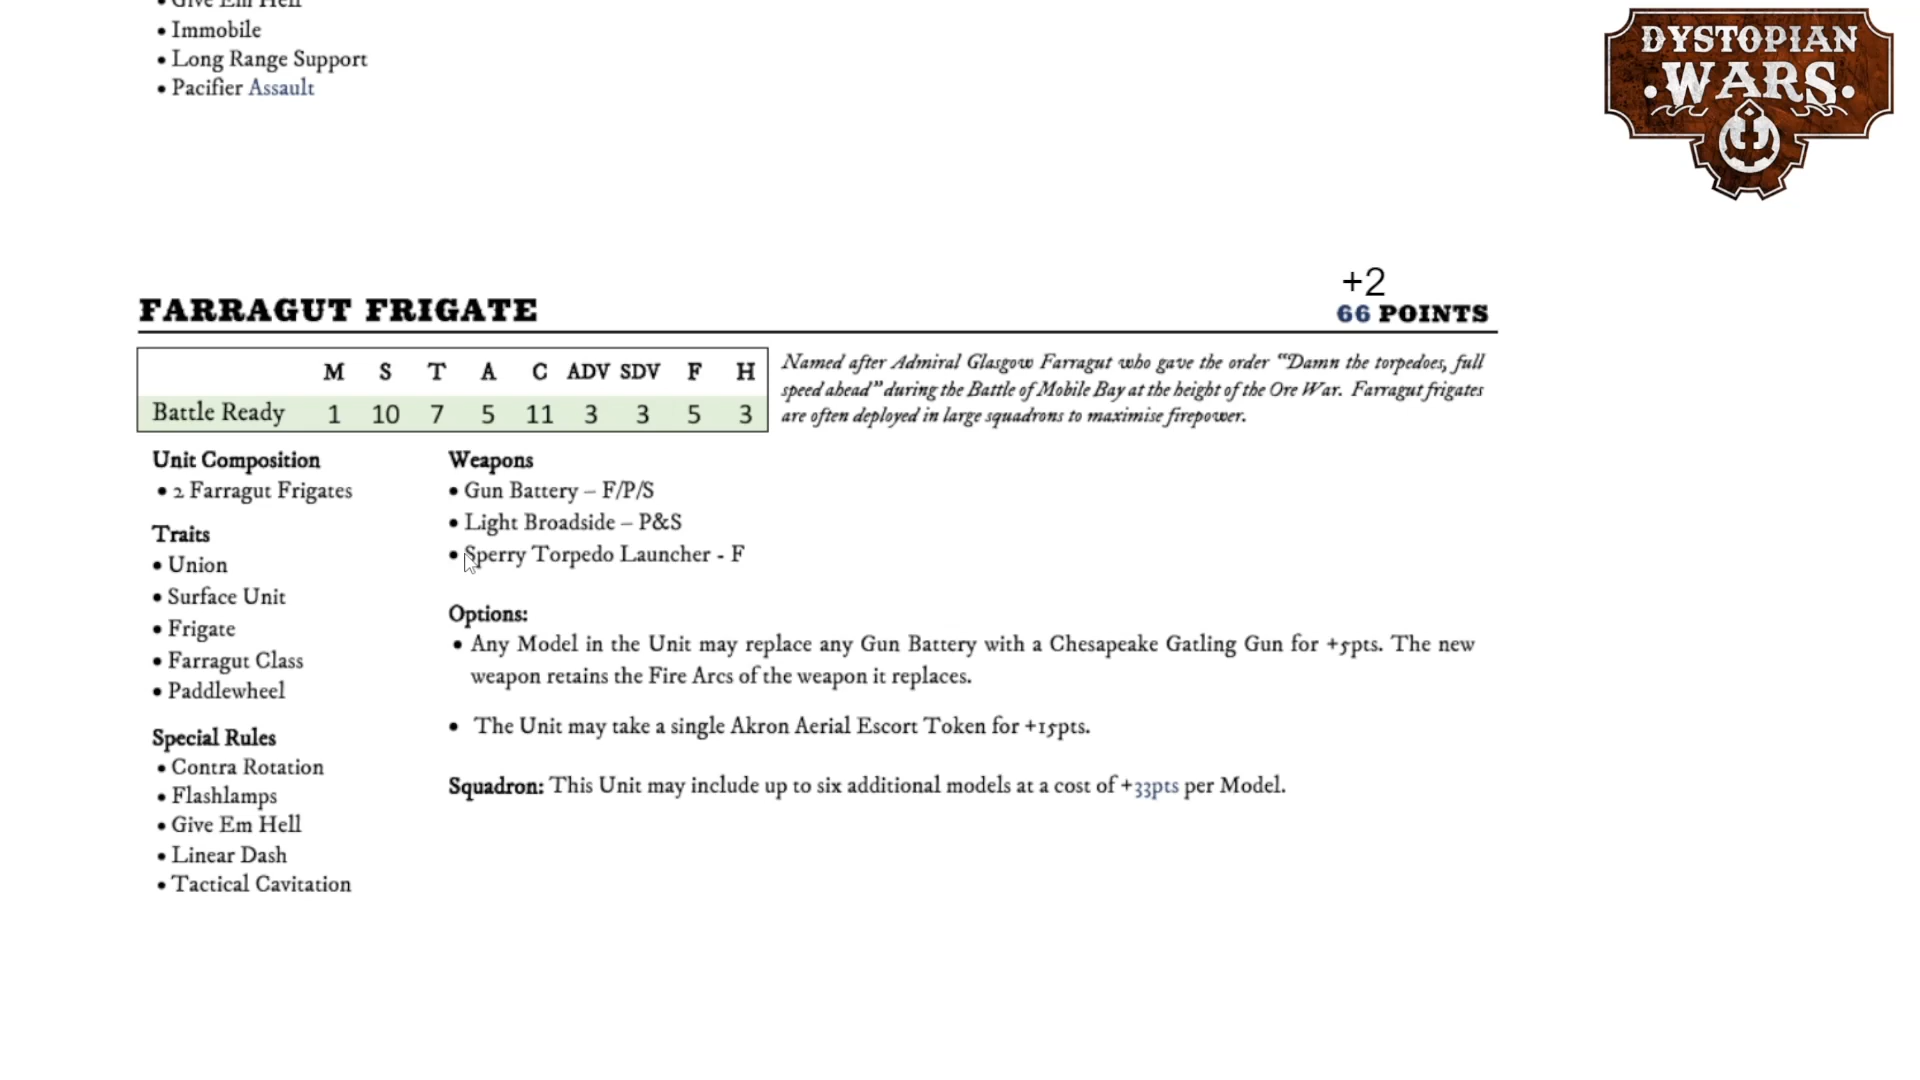 • Give Em Hell
• Immobile
• Long Range Support
• Pacifier Assault
DYSTOPIAN
WARS
+2
FARRAGUT FRIGATE
66 POINTS
M S T A C ADV SDV F H
Battle Ready 1 10 7 5 11 3 3 5 3
Named after Admiral Glasgow Farragut who gave the order “Damn the torpedoes, full
speed ahead” during the Battle of Mobile Bay at the height of the Ore War. Farragut frigates
are often deployed in large squadrons to maximise firepower.
Unit Composition
• 2 Farragut Frigates
Traits
• Union
• Surface Unit
• Frigate
• Farragut Class
• Paddlewheel
Special Rules
• Contra Rotation
• Flashlamps
• Give Em Hell
• Linear Dash
• Tactical Cavitation
Weapons
• Gun Battery – F/P/S
• Light Broadside – P&S
• Sperry Torpedo Launcher - F
Options:
• Any Model in the Unit may replace any Gun Battery with a Chesapeake Gatling Gun for +5pts. The new
weapon retains the Fire Arcs of the weapon it replaces.
• The Unit may take a single Akron Aerial Escort Token for +15pts.
Squadron: This Unit may include up to six additional models at a cost of +33pts per Model.